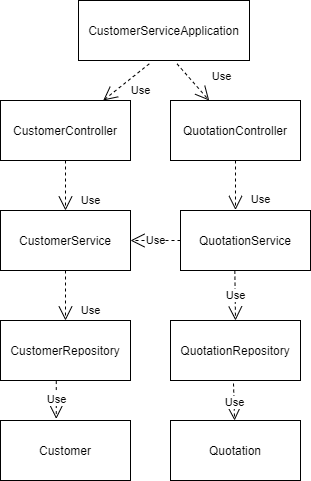 CustomerServiceApplication
Use
Use
CustomerController
QuotationController
Use
Use
CustomerService
Use
QuotationService
Use
Use
CustomerRepository
QuotationRepository
Use
Use
Customer
Quotation